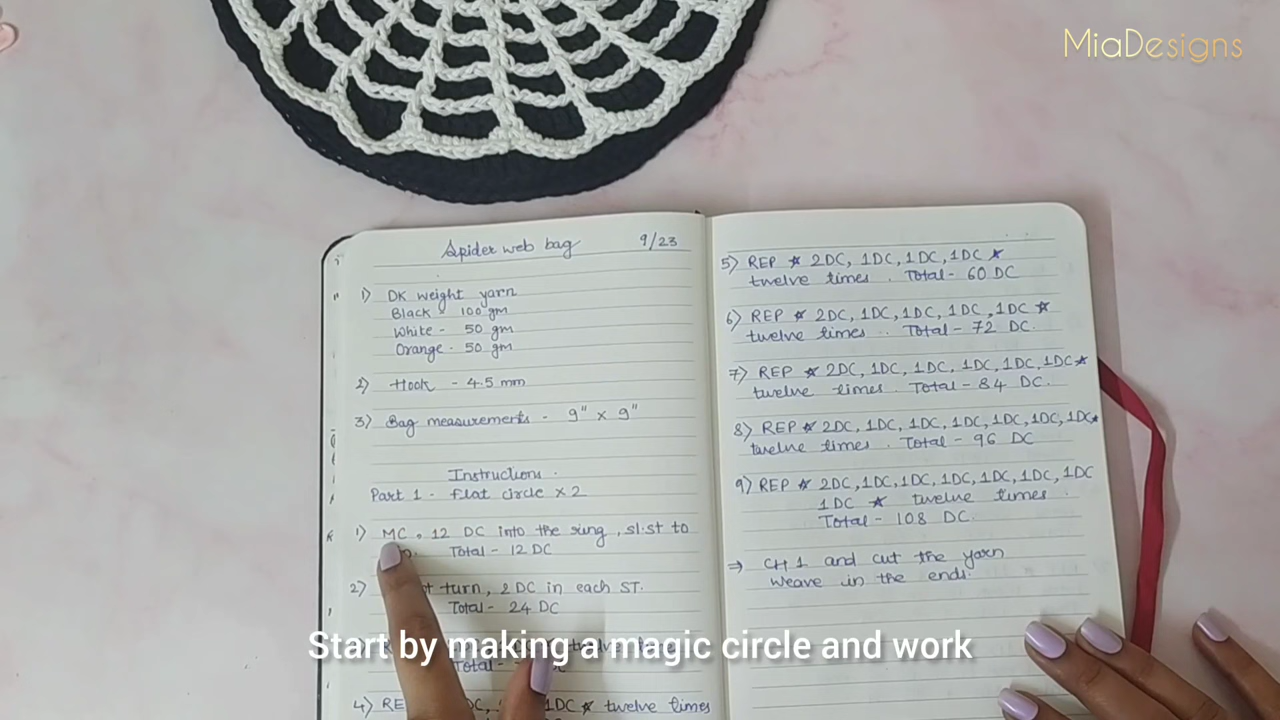 MiaDesigns
Spider web bag 9/23
1) DK weight yarn
Black - 100 gm
White - 50 gm
Orange - 50 gm
2) Hook - 4.5 mm
3) Bag measurements - 9" x 9"
Instructions.
Part 1 - Flat circle x 2
1) MC, 12 DC into the ring, sl.st to
Total - 12 DC
2) turn, 2 DC in each ST.
Total - 24 DC
4) RE 1DC ★ twelve times
5) REP ★ 2DC, 1DC, 1DC, 1DC ★
twelve times. Total - 60 DC
6) REP ★ 2DC, 1DC, 1DC, 1DC, 1DC ★
twelve times. Total - 72 DC.
7) REP ★ 2DC, 1DC, 1DC, 1DC, 1DC, 1DC ★
twelve times. Total - 84 DC.
8) REP ★ 2DC, 1DC, 1DC, 1DC, 1DC, 1DC, 1DC ★
twelve times. Total - 96 DC
9) REP ★ 2DC, 1DC, 1DC, 1DC, 1DC, 1DC, 1DC
1DC ★ twelve times.
Total - 108 DC.
⇒ CH 1 and cut the yarn
Weave in the ends.
Start by making a magic circle and work